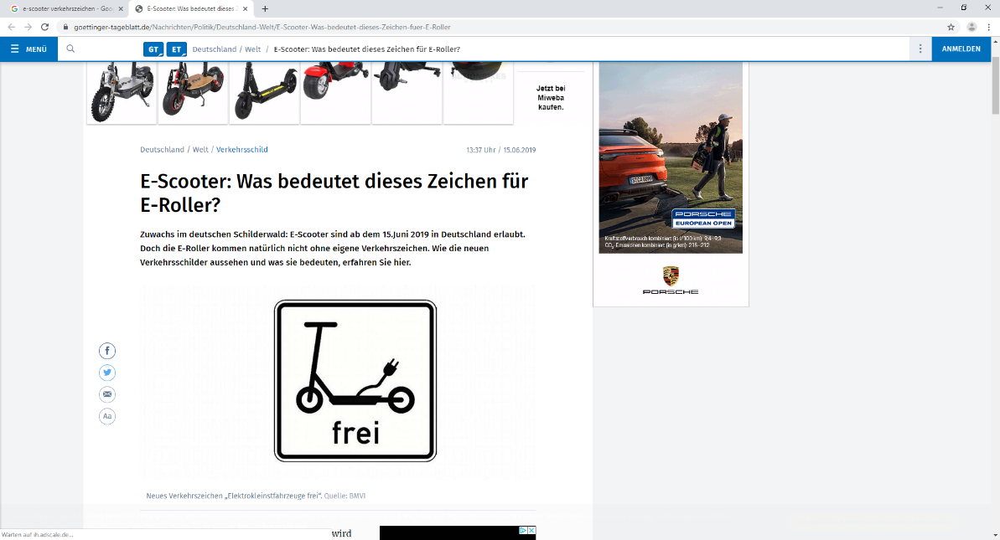 e-scooter verkehrszeichen - Goo
E-Scooter: Was bedeutet dieses Z
goettinger-tageblatt.de/Nachrichten/Politik/Deutschland-Welt/E-Scooter-Was-bedeutet-dieses-Zeichen-fuer-E-Roller
MENÜ
GT ET Deutschland / Welt / E-Scooter: Was bedeutet dieses Zeichen für E-Roller?
ANMELDEN
Jetzt bei
Miweba
kaufen.
Deutschland / Welt / Verkehrsschild
13:37 Uhr / 15.06.2019
E-Scooter: Was bedeutet dieses Zeichen für
E-Roller?
Zuwachs im deutschen Schilderwald: E-Scooter sind ab dem 15.Juni 2019 in Deutschland erlaubt.
Doch die E-Roller kommen natürlich nicht ohne eigene Verkehrszeichen. Wie die neuen
Verkehrsschilder aussehen und was sie bedeuten, erfahren Sie hier.
frei
Aa
Neues Verkehrszeichen „Elektrokleinstfahrzeuge frei“. Quelle: BMVI
wird
Warten auf ih.adscale.de...
PORSCHE
EUROPEAN OPEN
Kraftstoffverbrauch kombiniert (in l/100 km): 9,4–9,3
CO₂-Emissionen kombiniert (in g/km): 215–212
PORSCHE